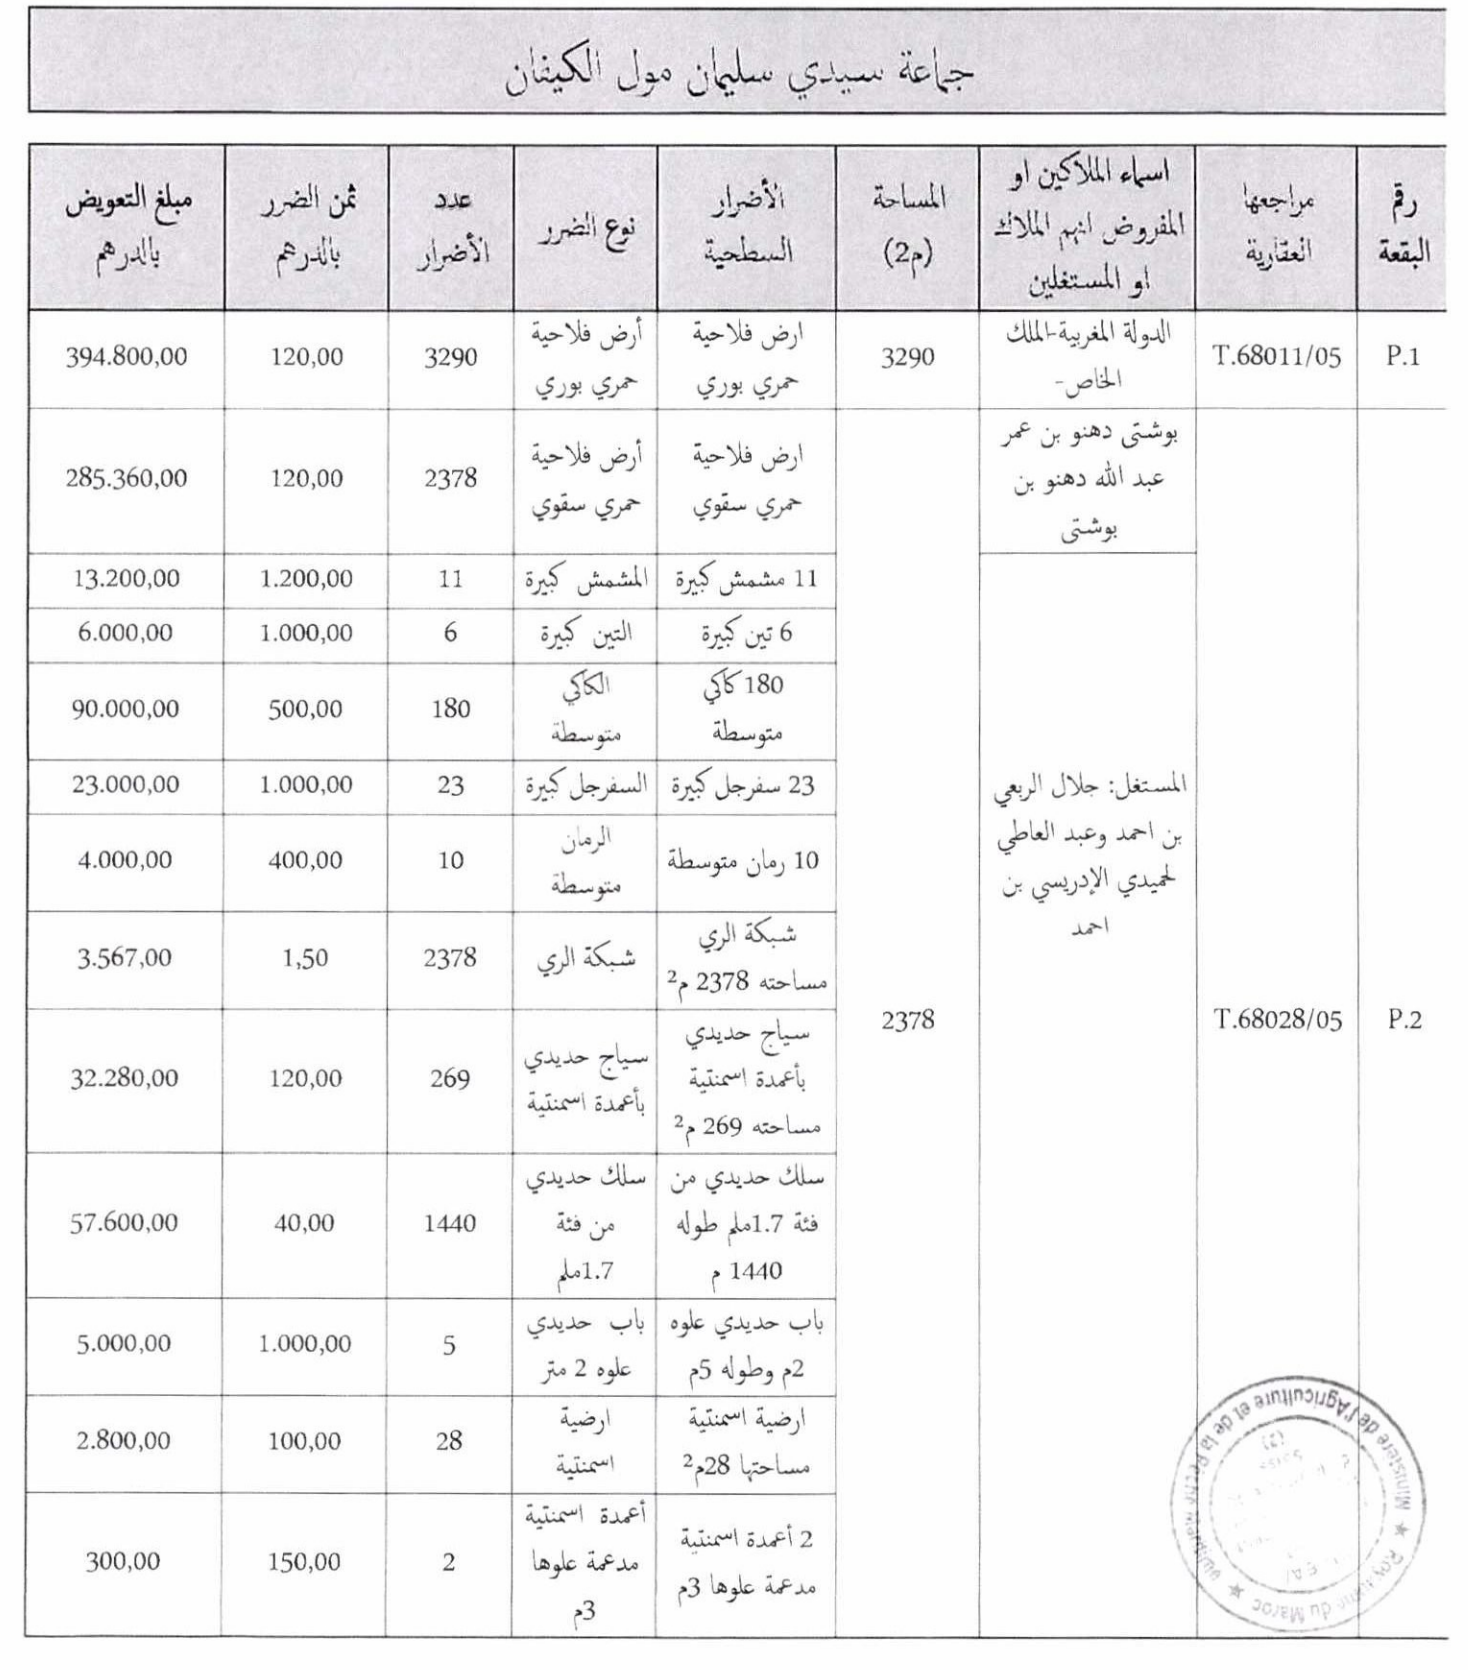 جماعة سيدي سليمان مول الكيفان
رقم البقعة | مراجعها العقارية | اسماء الملاكين او المفروض انهم الملاك او المستغلين | المساحة (م2) | الأضرار السطحية | نوع الضرر | عدد الأضرار | ثمن الضرر بالدرهم | مبلغ التعويض بالدرهم
P.1 | T.68011/05 | الدولة المغربية-الملك الخاص- | 3290 | ارض فلاحية حمري بوري | أرض فلاحية حمري بوري | 3290 | 120,00 | 394.800,00
P.2 | T.68028/05 | بوشتى دهنو بن عمر عبد الله دهنو بن بوشتى | 2378 | ارض فلاحية حمري سقوي | أرض فلاحية حمري سقوي | 2378 | 120,00 | 285.360,00
المستغل: جلال الربعي بن احمد وعبد العاطي لحميدي الإدريسي بن احمد
11 مشمش كبيرة | المشمش كبيرة | 11 | 1.200,00 | 13.200,00
6 تين كبيرة | التين كبيرة | 6 | 1.000,00 | 6.000,00
180 كاكي متوسطة | الكاكي متوسطة | 180 | 500,00 | 90.000,00
23 سفرجل كبيرة | السفرجل كبيرة | 23 | 1.000,00 | 23.000,00
10 رمان متوسطة | الرمان متوسطة | 10 | 400,00 | 4.000,00
شبكة الري مساحته 2378 م² | شبكة الري | 2378 | 1,50 | 3.567,00
سياج حديدي بأعمدة اسمنتية مساحته 269 م² | سياج حديدي بأعمدة اسمنتية | 269 | 120,00 | 32.280,00
سلك حديدي من فئة 1.7ملم طوله 1440 م | سلك حديدي من فئة 1.7ملم | 1440 | 40,00 | 57.600,00
باب حديدي علوه 2م وطوله 5م | باب حديدي علوه 2 متر | 5 | 1.000,00 | 5.000,00
ارضية اسمنتية مساحتها 28م² | ارضية اسمنتية | 28 | 100,00 | 2.800,00
2 أعمدة اسمنتية مدعمة علوها 3م | أعمدة اسمنتية مدعمة علوها 3م | 2 | 150,00 | 300,00
Royaume du Maroc ★ Ministère de l'Agriculture et de la Pêche Maritime ★